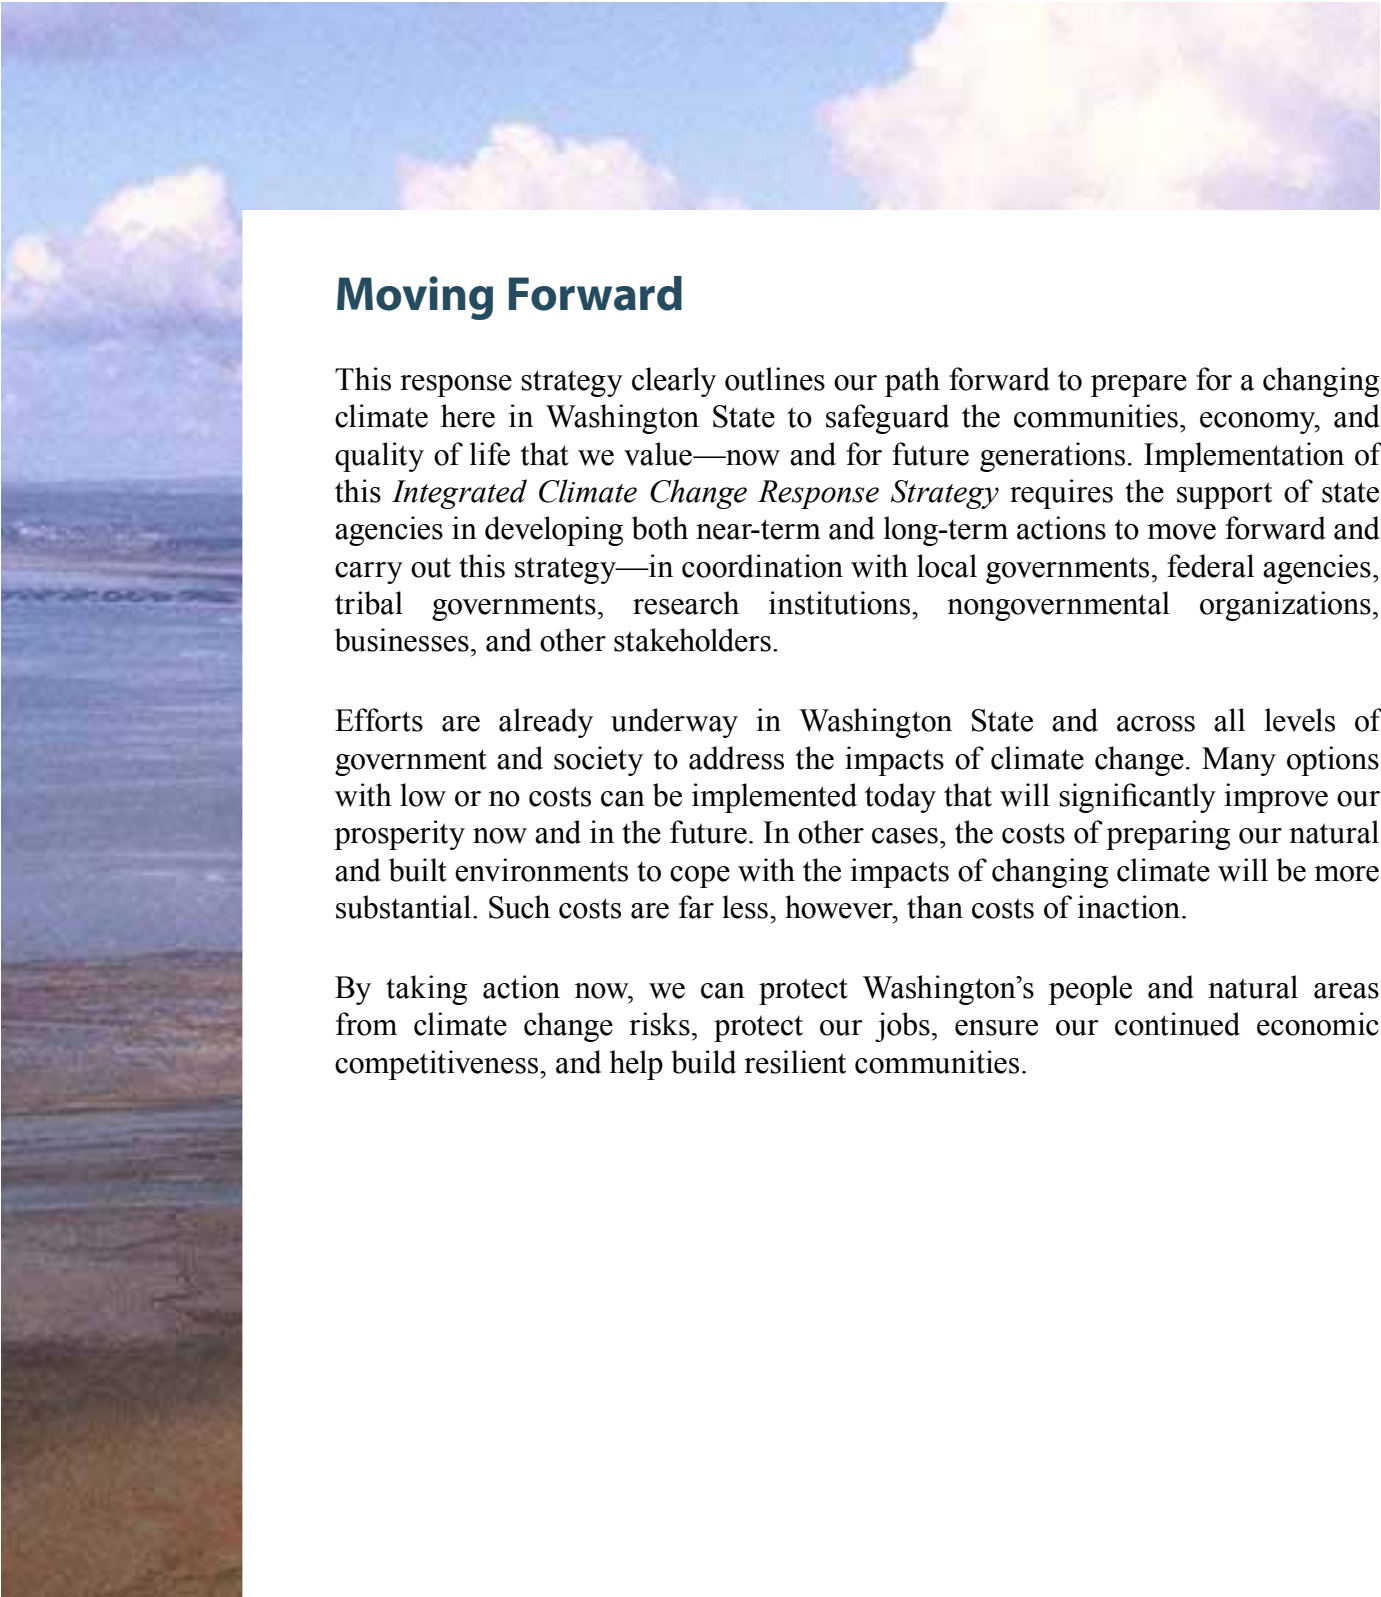 Moving Forward
This response strategy clearly outlines our path forward to prepare for a changing
climate here in Washington State to safeguard the communities, economy, and
quality of life that we value—now and for future generations. Implementation of
this Integrated Climate Change Response Strategy requires the support of state
agencies in developing both near-term and long-term actions to move forward and
carry out this strategy—in coordination with local governments, federal agencies,
tribal governments, research institutions, nongovernmental organizations,
businesses, and other stakeholders.
Efforts are already underway in Washington State and across all levels of
government and society to address the impacts of climate change. Many options
with low or no costs can be implemented today that will significantly improve our
prosperity now and in the future. In other cases, the costs of preparing our natural
and built environments to cope with the impacts of changing climate will be more
substantial. Such costs are far less, however, than costs of inaction.
By taking action now, we can protect Washington’s people and natural areas
from climate change risks, protect our jobs, ensure our continued economic
competitiveness, and help build resilient communities.